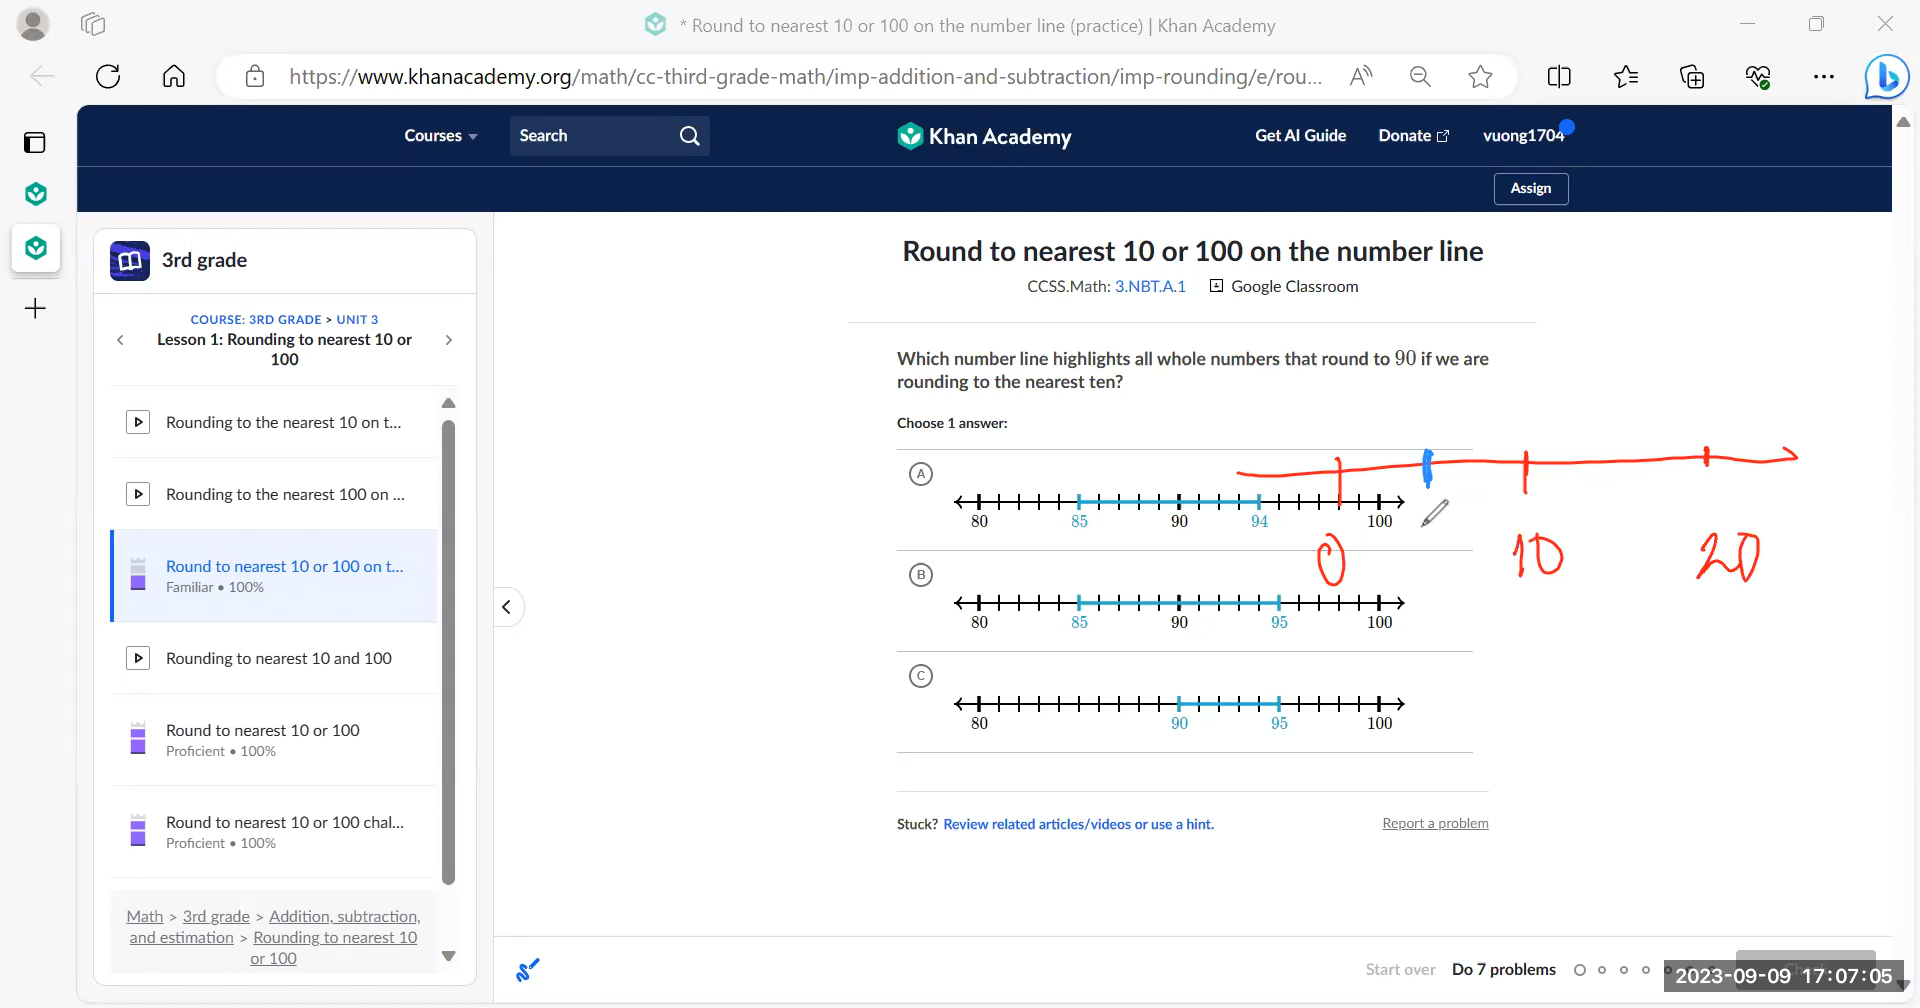 * Round to nearest 10 or 100 on the number line (practice) | Khan Academy
https://www.khanacademy.org/math/cc-third-grade-math/imp-addition-and-subtraction/imp-rounding/e/rou...
Courses
Search
Khan Academy
Get AI Guide
Donate
vuong1704
Assign
3rd grade
COURSE: 3RD GRADE > UNIT 3
Lesson 1: Rounding to nearest 10 or
100
Rounding to the nearest 10 on t...
Rounding to the nearest 100 on ...
Round to nearest 10 or 100 on t...
Familiar • 100%
Rounding to nearest 10 and 100
Round to nearest 10 or 100
Proficient • 100%
Round to nearest 10 or 100 chal...
Proficient • 100%
Math > 3rd grade > Addition, subtraction,
and estimation > Rounding to nearest 10
or 100
Round to nearest 10 or 100 on the number line
CCSS.Math: 3.NBT.A.1 Google Classroom
Which number line highlights all whole numbers that round to 90 if we are
rounding to the nearest ten?
Choose 1 answer:
A
80 85 90 94 100
0 10 20
B
80 85 90 95 100
C
80 90 95 100
Stuck? Review related articles/videos or use a hint.
Report a problem
Start over
Do 7 problems
2023-09-09 17:07:05